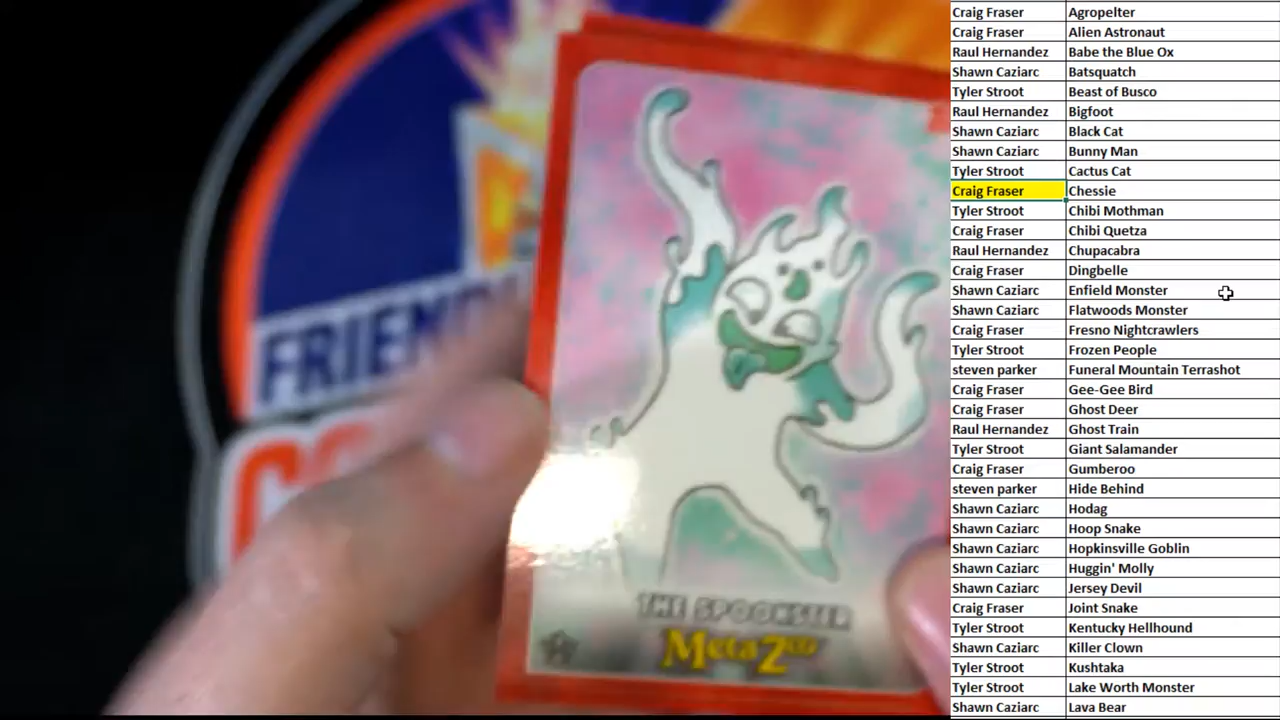 FRIEN
THE SPOOKSTER
MetaZoo
Craig Fraser Agropelter
Craig Fraser Alien Astronaut
Raul Hernandez Babe the Blue Ox
Shawn Caziarc Batsquatch
Tyler Stroot Beast of Busco
Raul Hernandez Bigfoot
Shawn Caziarc Black Cat
Shawn Caziarc Bunny Man
Tyler Stroot Cactus Cat
Craig Fraser Chessie
Tyler Stroot Chibi Mothman
Craig Fraser Chibi Quetza
Raul Hernandez Chupacabra
Craig Fraser Dingbelle
Shawn Caziarc Enfield Monster
Shawn Caziarc Flatwoods Monster
Craig Fraser Fresno Nightcrawlers
Tyler Stroot Frozen People
steven parker Funeral Mountain Terrashot
Craig Fraser Gee-Gee Bird
Craig Fraser Ghost Deer
Raul Hernandez Ghost Train
Tyler Stroot Giant Salamander
Craig Fraser Gumberoo
steven parker Hide Behind
Shawn Caziarc Hodag
Shawn Caziarc Hoop Snake
Shawn Caziarc Hopkinsville Goblin
Shawn Caziarc Huggin' Molly
Shawn Caziarc Jersey Devil
Craig Fraser Joint Snake
Tyler Stroot Kentucky Hellhound
Shawn Caziarc Killer Clown
Tyler Stroot Kushtaka
Tyler Stroot Lake Worth Monster
Shawn Caziarc Lava Bear